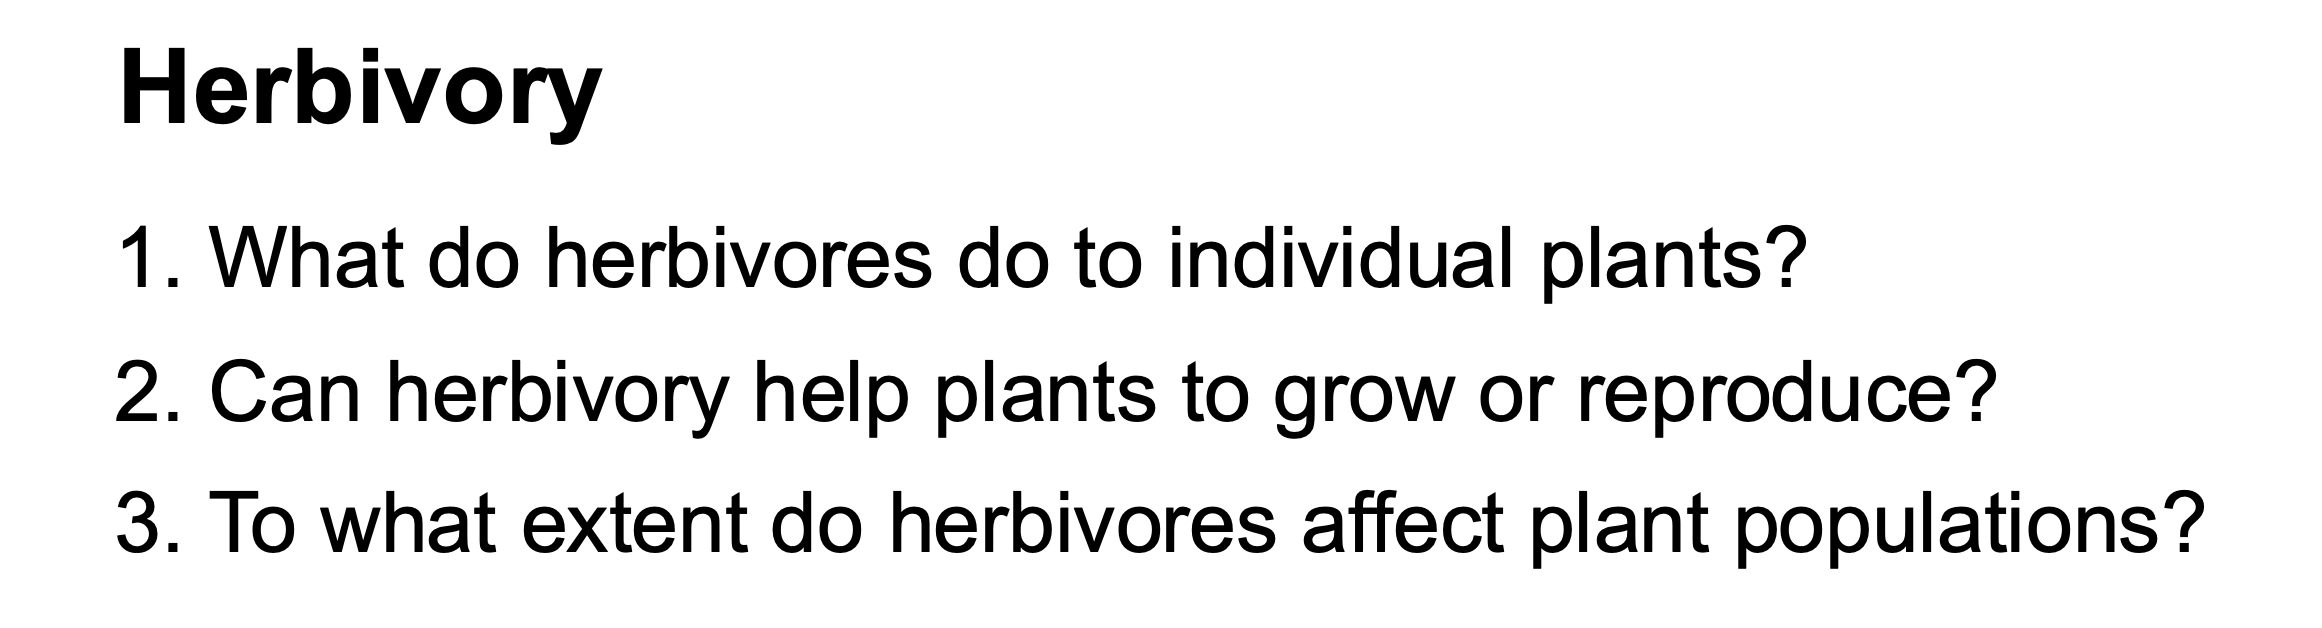 Herbivory
1. What do herbivores do to individual plants?
2. Can herbivory help plants to grow or reproduce?
3. To what extent do herbivores affect plant populations?